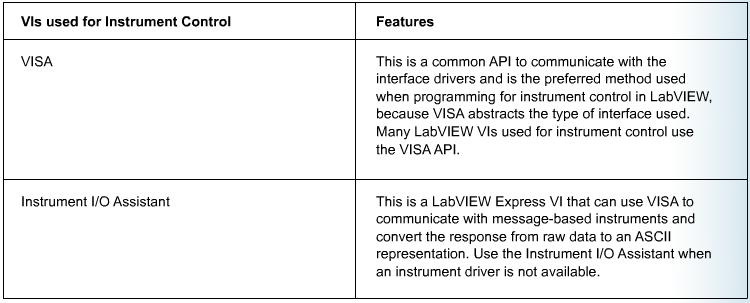 VIs used for Instrument Control
Features
VISA
This is a common API to communicate with the
interface drivers and is the preferred method used
when programming for instrument control in LabVIEW,
because VISA abstracts the type of interface used.
Many LabVIEW VIs used for instrument control use
the VISA API.
Instrument I/O Assistant
This is a LabVIEW Express VI that can use VISA to
communicate with message-based instruments and
convert the response from raw data to an ASCII
representation. Use the Instrument I/O Assistant when
an instrument driver is not available.